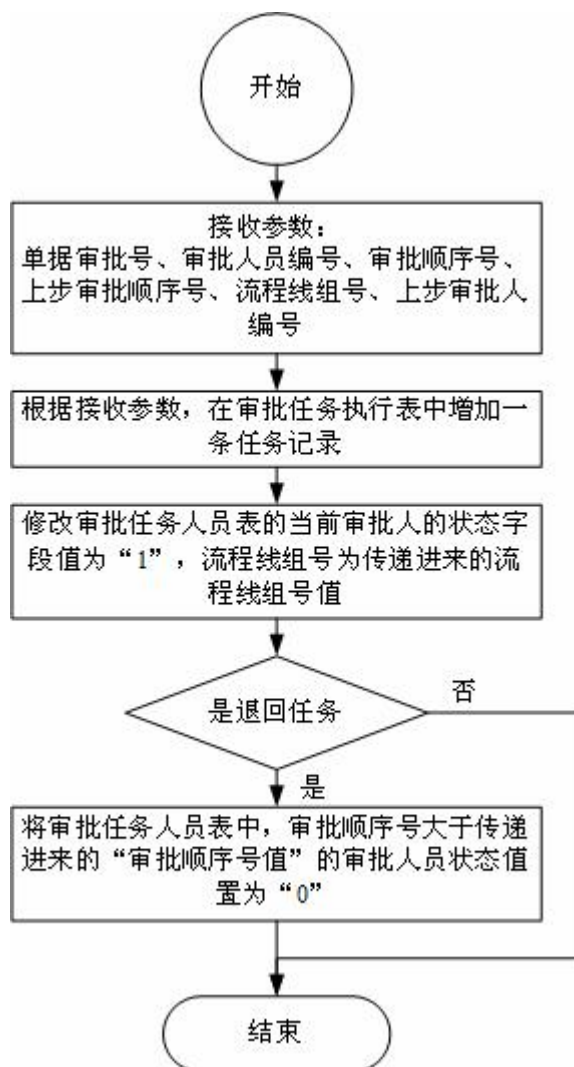 开始
接收参数：
单据审批号、审批人员编号、审批顺序号、
上步审批顺序号、流程线组号、上步审批人
编号
根据接收参数，在审批任务执行表中增加一
条任务记录
修改审批任务人员表的当前审批人的状态字
段值为“1”，流程线组号为传递进来的流
程线组号值
是退回任务
否
是
将审批任务人员表中，审批顺序号大于传递
进来的“审批顺序号值”的审批人员状态值
置为“0”
结束